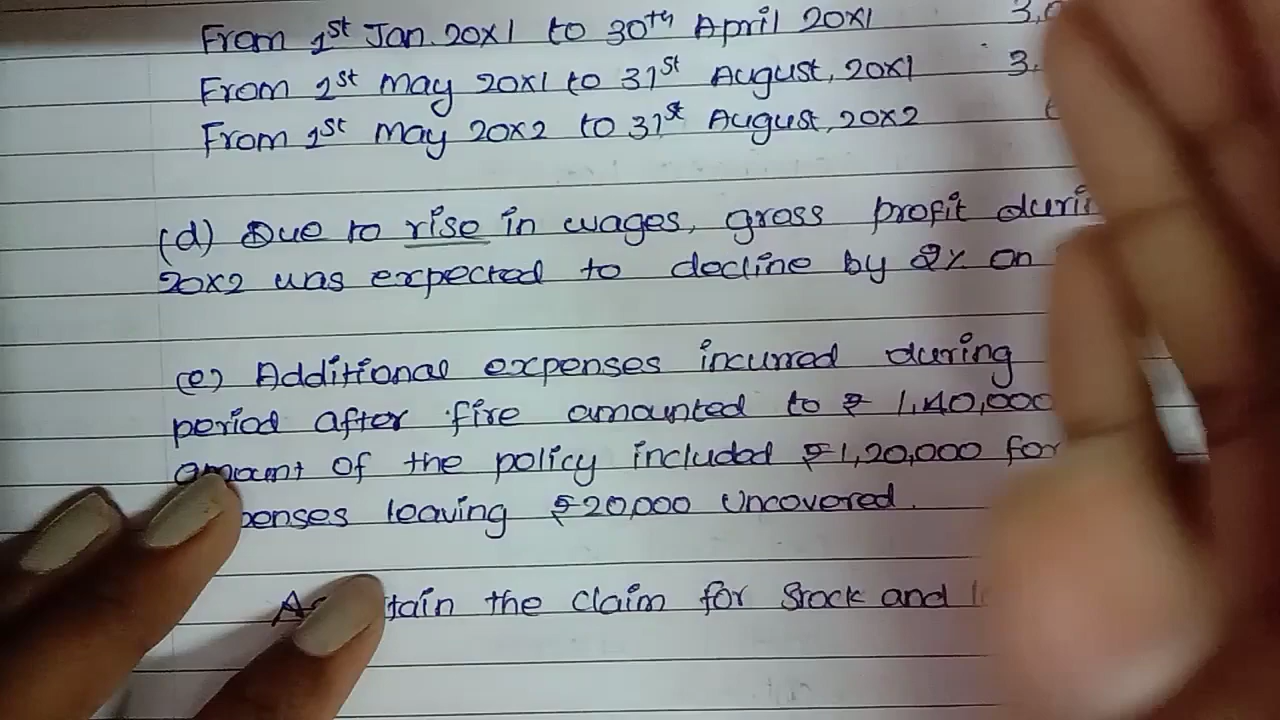 From 1st Jan. 20x1 to 30th April 20x1 3,
From 1st May 20x1 to 31st August, 20x1 3.
From 1st May 20x2 to 31st August, 20x2
(d) Due to rise in wages, gross profit duri
20x2 was expected to decline by 2% on
(e) Additional expenses incurred during
period after fire amounted to ₹ 1,40,000
amount of the policy included ₹1,20,000 for
penses leaving ₹20,000 Uncovered.
tain the claim for Stock and